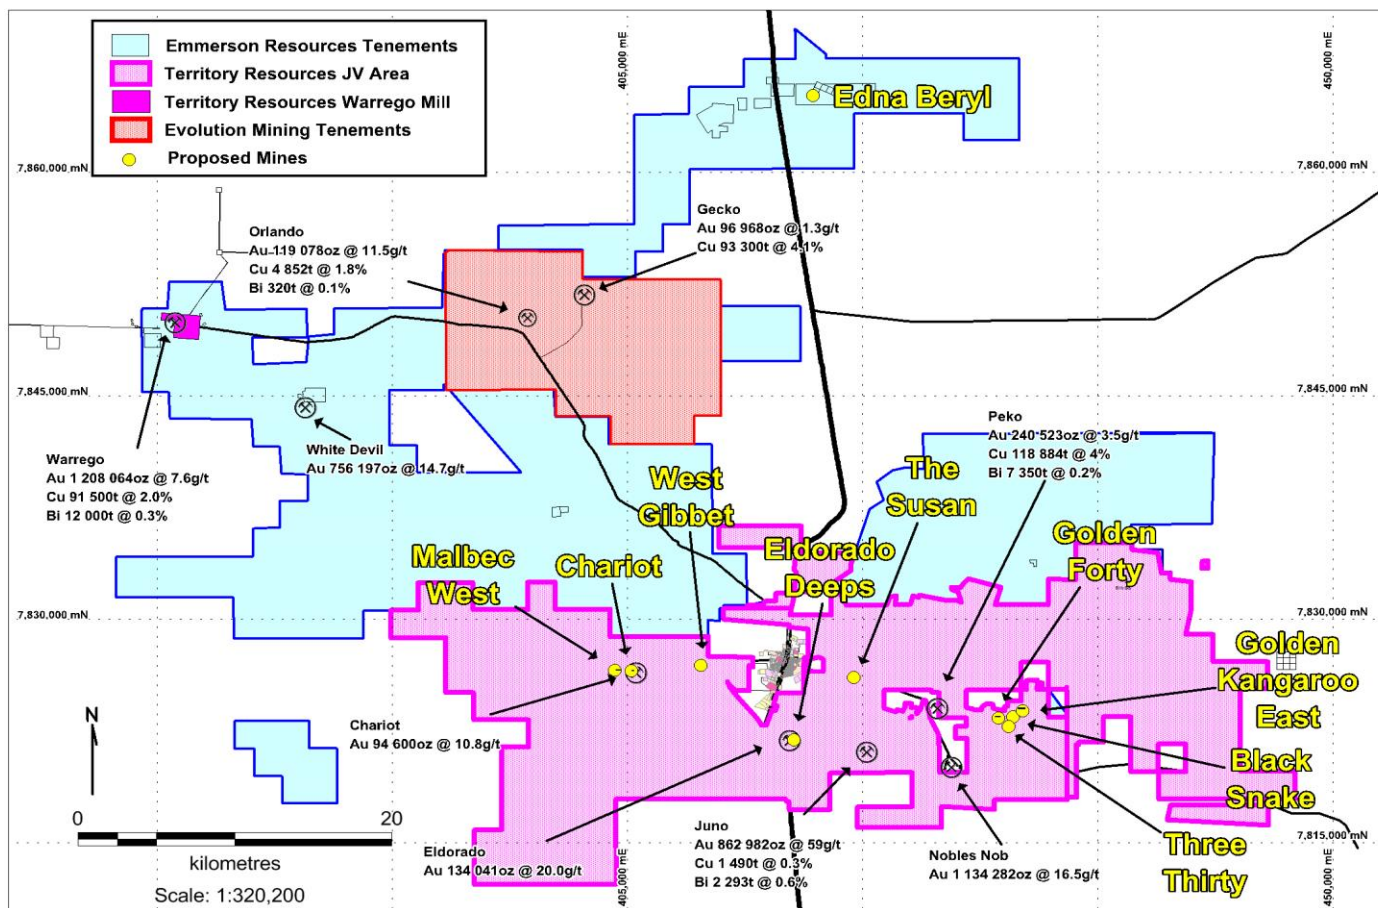 Emmerson Resources Tenements
Territory Resources JV Area
Territory Resources Warrego Mill
Evolution Mining Tenements
Proposed Mines
405,000 mE
450,000 mE
Edna Beryl
7,860,000 mN
7,860,000 mN
Orlando
Au 119 078oz @ 11.5g/t
Cu 4 852t @ 1.8%
Bi 320t @ 0.1%
Gecko
Au 96 968oz @ 1.3g/t
Cu 93 300t @ 4.1%
7,845,000 mN
7,845,000 mN
Warrego
Au 1 208 064oz @ 7.6g/t
Cu 91 500t @ 2.0%
Bi 12 000t @ 0.3%
White Devil
Au 756 197oz @ 14.7g/t
Peko
Au 240 523oz @ 3.5g/t
Cu 118 884t @ 4%
Bi 7 350t @ 0.2%
West
Gibbet
The
Susan
Malbec
West
Chariot
Eldorado
Deeps
Golden
Forty
7,830,000 mN
7,830,000 mN
Golden
Kangaroo
East
Chariot
Au 94 600oz @ 10.8g/t
Black
Snake
N
0
20
kilometres
Scale: 1:320,200
Eldorado
Au 134 041oz @ 20.0g/t
Juno
Au 862 982oz @ 59g/t
Cu 1 490t @ 0.3%
Bi 2 293t @ 0.6%
Nobles Nob
Au 1 134 282oz @ 16.5g/t
Three
Thirty
7,815,000 mN
405,000 mE
450,000 mE